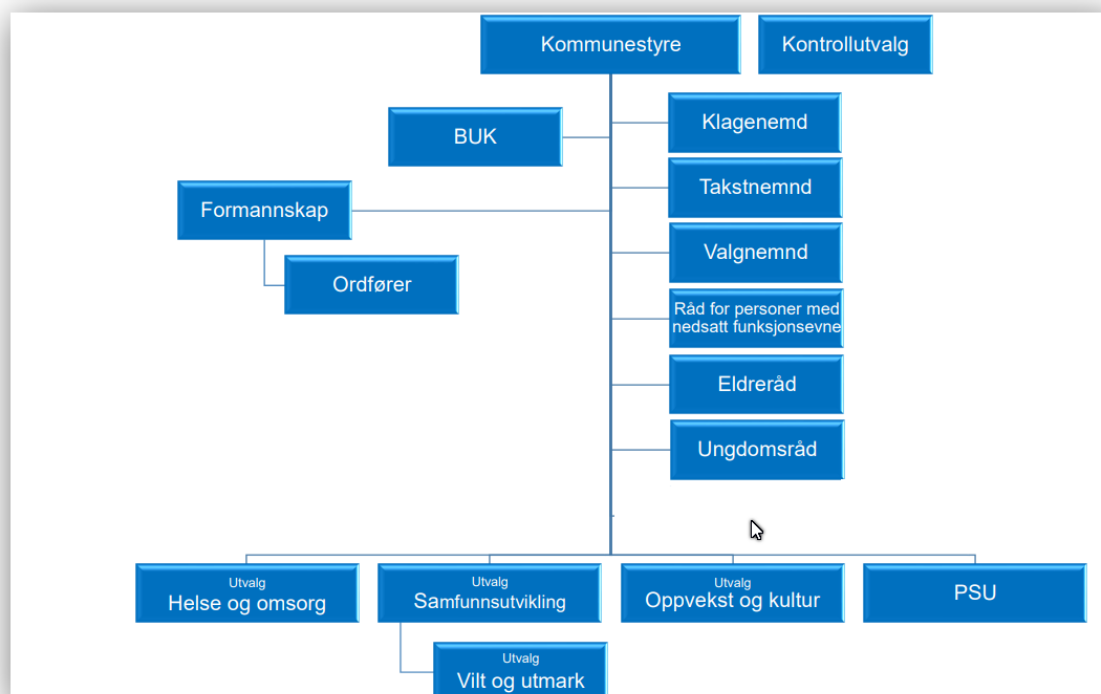 Kommunestyre
Kontrollutvalg
BUK
Klagenemd
Takstnemnd
Formannskap
Valgnemnd
Ordfører
Råd for personer med
nedsatt funksjonsevne
Eldreråd
Ungdomsråd
Utvalg
Helse og omsorg
Utvalg
Samfunnsutvikling
Utvalg
Oppvekst og kultur
PSU
Utvalg
Vilt og utmark